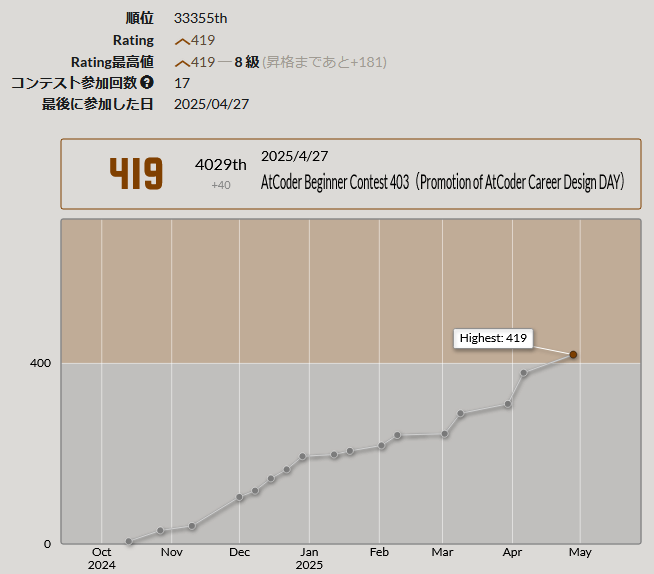 順位 33355th
Rating 419
Rating最高値 419 ― 8 級 (昇格まであと+181)
コンテスト参加回数 ? 17
最後に参加した日 2025/04/27
419 4029th +40 2025/4/27
AtCoder Beginner Contest 403（Promotion of AtCoder Career Design DAY）
Highest: 419
400
0
Oct Nov Dec Jan Feb Mar Apr May
2024 2025